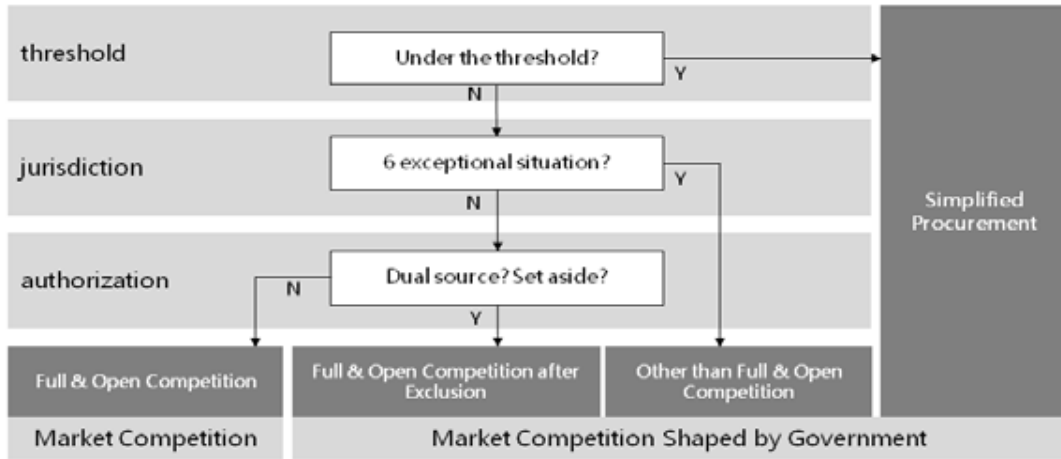 threshold
Under the threshold?
Y
N
jurisdiction
6 exceptional situation?
Y
N
Simplified
Procurement
authorization
Dual source? Set aside?
N
Y
Full & Open Competition
Full & Open Competition after
Exclusion
Other than Full & Open
Competition
Market Competition
Market Competition Shaped by Government